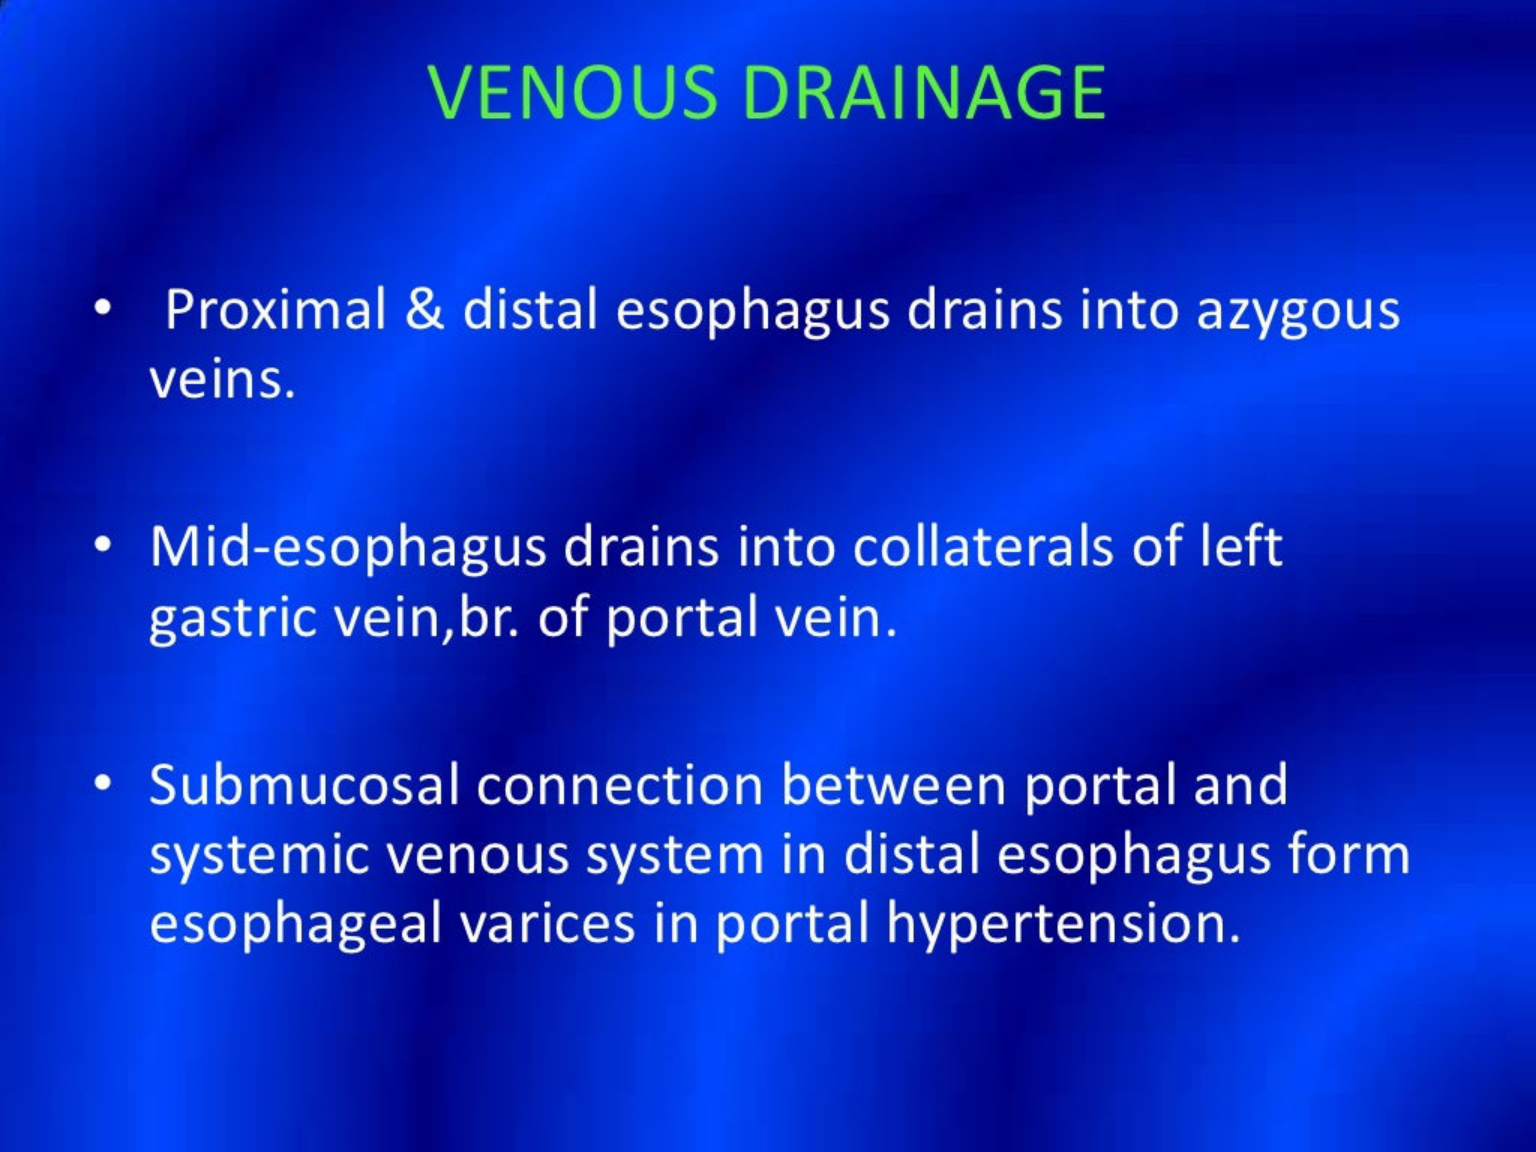 VENOUS DRAINAGE
• Proximal & distal esophagus drains into azygous
veins.
• Mid-esophagus drains into collaterals of left
gastric vein,br. of portal vein.
• Submucosal connection between portal and
systemic venous system in distal esophagus form
esophageal varices in portal hypertension.